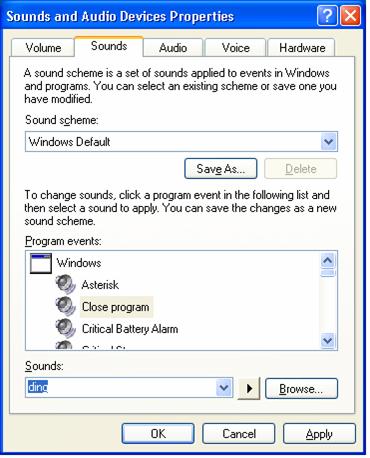 Sounds and Audio Devices Properties
Volume Sounds Audio Voice Hardware
A sound scheme is a set of sounds applied to events in Windows
and programs. You can select an existing scheme or save one you
have modified.
Sound scheme:
Windows Default
Save As... Delete
To change sounds, click a program event in the following list and
then select a sound to apply. You can save the changes as a new
sound scheme.
Program events:
Windows
Asterisk
Close program
Critical Battery Alarm
Sounds:
ding
Browse...
OK Cancel Apply